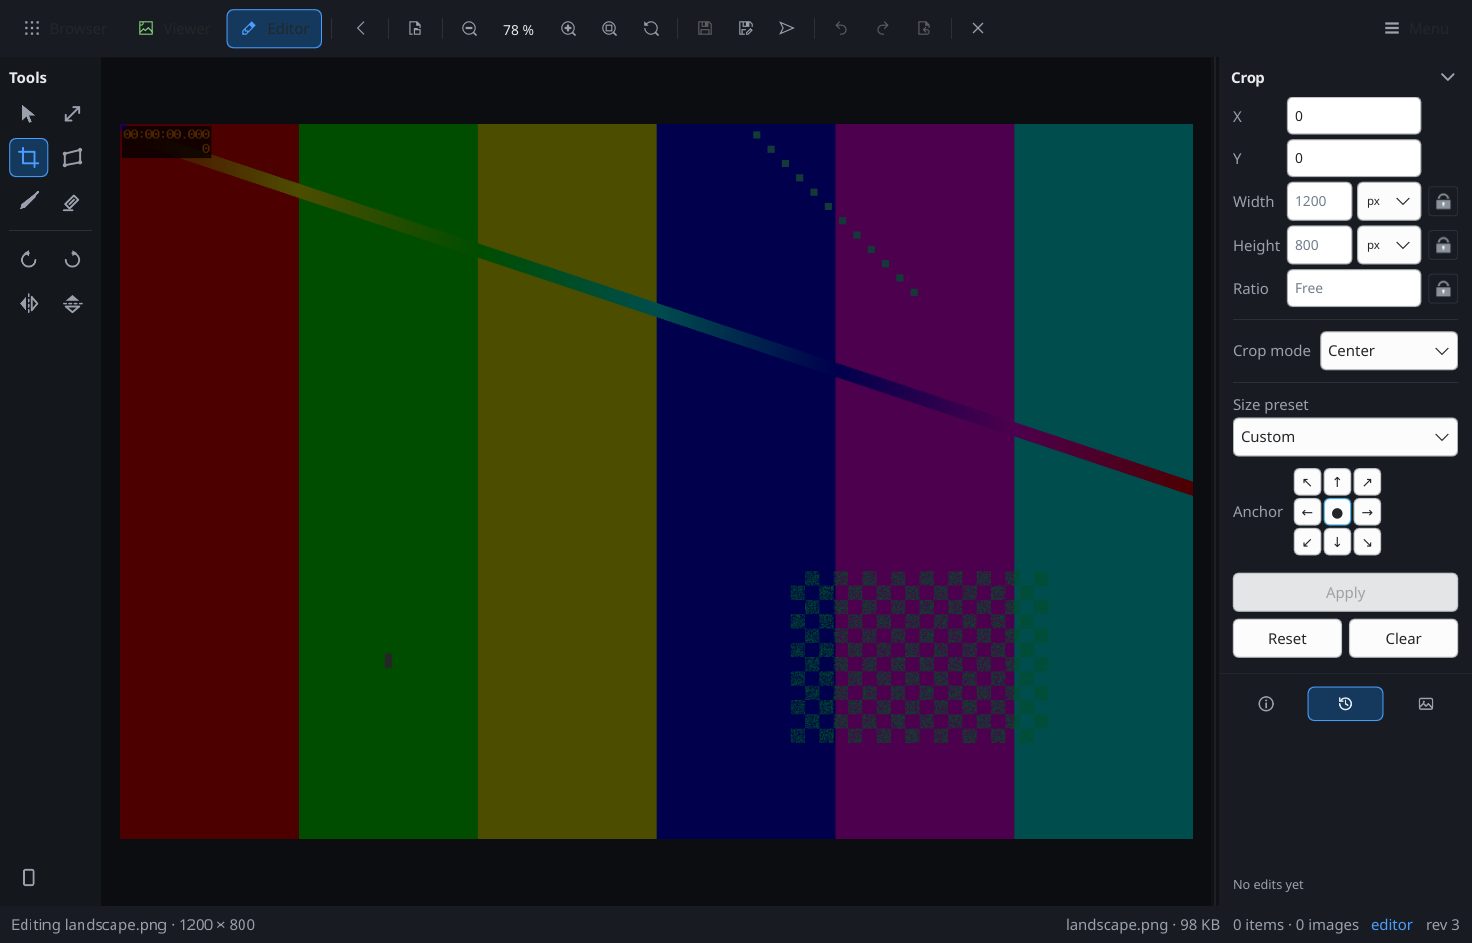 Browser Viewer Editor 78 % Menu
Tools
Crop
X 0
Y 0
Width 1200 px
Height 800 px
Ratio Free
Crop mode Center
Size preset
Custom
Anchor
Apply
Reset Clear
00:00:00.000
0
No edits yet
Editing landscape.png · 1200 × 800 landscape.png · 98 KB 0 items · 0 images editor rev 3